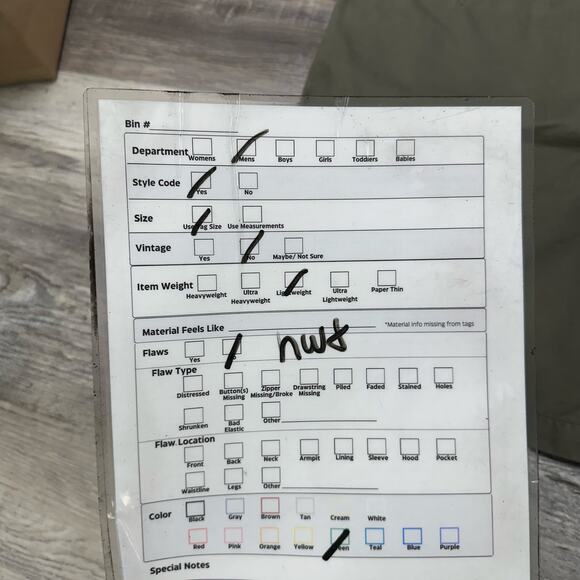 Bin #
Department Womens Mens Boys Girls Toddlers Babies
Style Code Yes No
Size Use Tag Size Use Measurements
Vintage Yes No Maybe/ Not Sure
Item Weight Heavyweight Ultra Heavyweight Lightweight Ultra Lightweight Paper Thin
Material Feels Like *Material info missing from tags
Flaws Yes No nwt
Flaw Type
Distressed Button(s) Missing Zipper Missing/Broke Drawstring Missing Piled Faded Stained Holes
Shrunken Bad Elastic Other
Flaw Location
Front Back Neck Armpit Lining Sleeve Hood Pocket
Waistline Legs Other
Color Black Gray Brown Tan Cream White
Red Pink Orange Yellow Green Teal Blue Purple
Special Notes